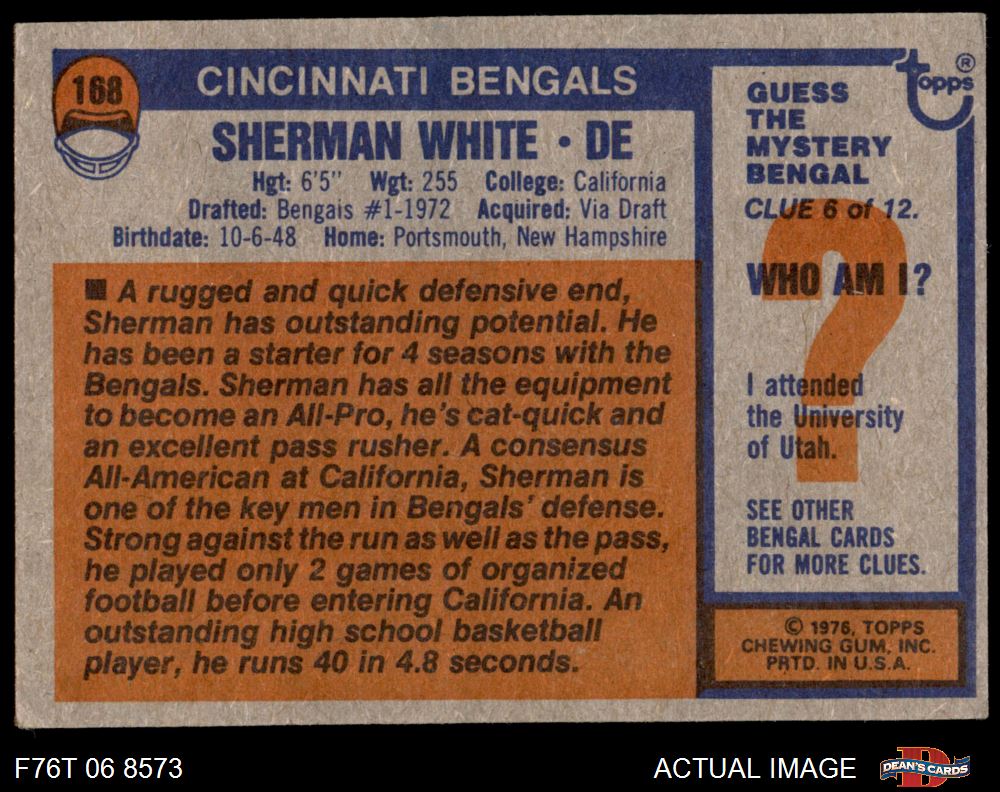 168
CINCINNATI BENGALS
SHERMAN WHITE • DE
Hgt: 6'5" Wgt: 255 College: California
Drafted: Bengals #1-1972 Acquired: Via Draft
Birthdate: 10-6-48 Home: Portsmouth, New Hampshire
■ A rugged and quick defensive end,
Sherman has outstanding potential. He
has been a starter for 4 seasons with the
Bengals. Sherman has all the equipment
to become an All-Pro, he's cat-quick and
an excellent pass rusher. A consensus
All-American at California, Sherman is
one of the key men in Bengals' defense.
Strong against the run as well as the pass,
he played only 2 games of organized
football before entering California. An
outstanding high school basketball
player, he runs 40 in 4.8 seconds.
topps ®
GUESS
THE
MYSTERY
BENGAL
CLUE 6 of 12.
?
WHO AM I?
I attended
the University
of Utah.
SEE OTHER
BENGAL CARDS
FOR MORE CLUES.
© 1976, TOPPS
CHEWING GUM, INC.
PRTD. IN U.S.A.
F76T 06 8573
ACTUAL IMAGE
D
DEAN'S CARDS